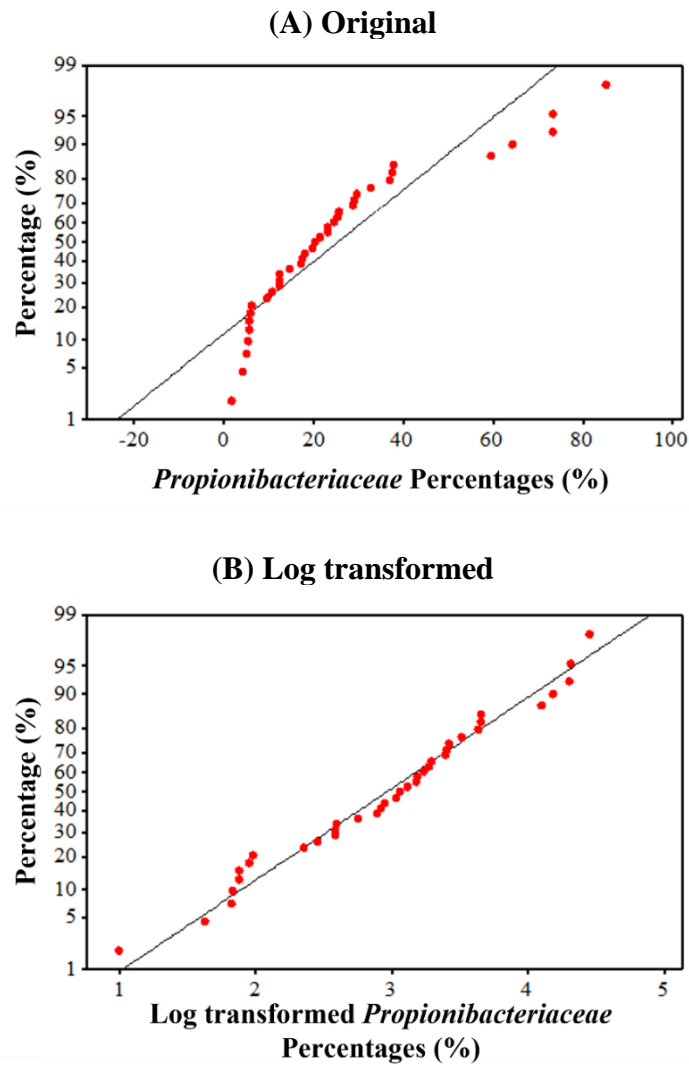 (A) Original
99
95
90
80
70
60
50
40
30
20
10
5
1
Percentage (%)
-20 0 20 40 60 80 100
Propionibacteriaceae Percentages (%)
(B) Log transformed
99
95
90
80
70
60
50
40
30
20
10
5
1
Percentage (%)
1 2 3 4 5
Log transformed Propionibacteriaceae
Percentages (%)